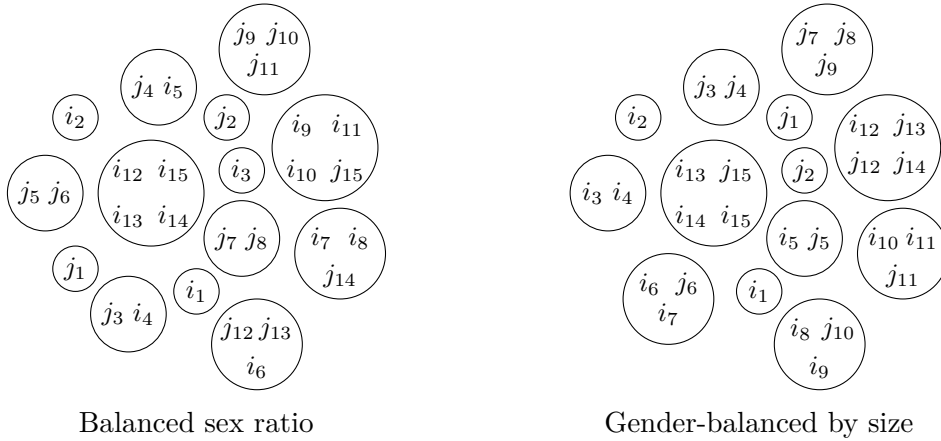 j₉ j₁₀
j₁₁
j₄ i₅
i₂
j₂
i₉ i₁₁
i₁₀ j₁₅
i₃
i₁₂ i₁₅
i₁₃ i₁₄
j₅ j₆
j₇ j₈
i₇ i₈
j₁₄
j₁
i₁
j₃ i₄
j₁₂ j₁₃
i₆
Balanced sex ratio
j₇ j₈
j₉
j₃ j₄
i₂
j₁
i₁₂ j₁₃
j₁₂ j₁₄
j₂
i₁₃ j₁₅
i₁₄ i₁₅
i₃ i₄
i₅ j₅
i₁₀ i₁₁
j₁₁
i₆ j₆
i₇
i₁
i₈ j₁₀
i₉
Gender-balanced by size